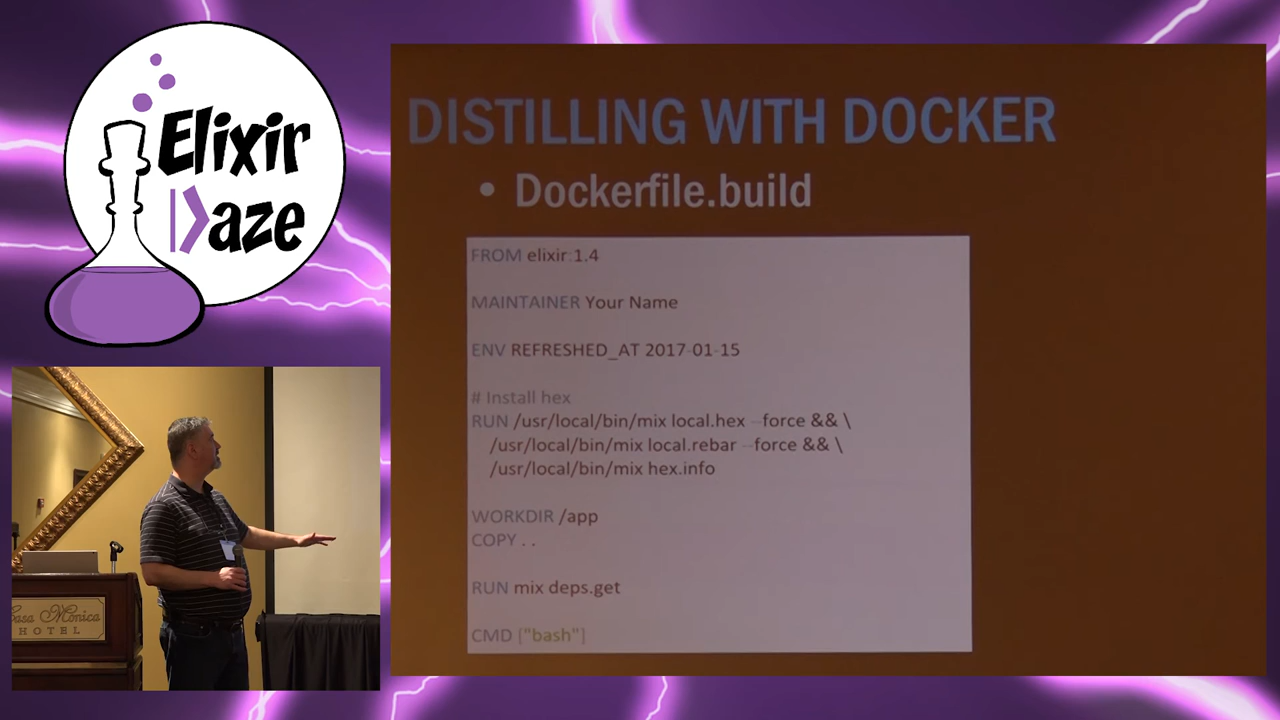 Elixir
Daze
DISTILLING WITH DOCKER
• Dockerfile.build
FROM elixir:1.4
MAINTAINER Your Name
ENV REFRESHED_AT 2017-01-15
# Install hex
RUN /usr/local/bin/mix local.hex --force && \
/usr/local/bin/mix local.rebar --force && \
/usr/local/bin/mix hex.info
WORKDIR /app
COPY . .
RUN mix deps.get
CMD ["bash"]
Casa Monica
HOTEL